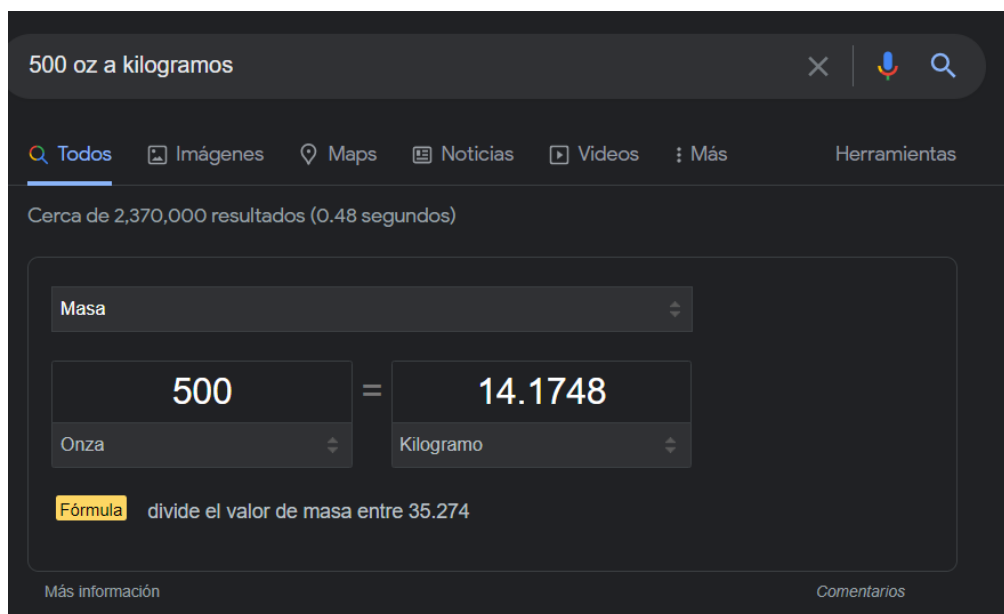 500 oz a kilogramos
Todos Imágenes Maps Noticias Videos Más Herramientas
Cerca de 2,370,000 resultados (0.48 segundos)
Masa
500 = 14.1748
Onza Kilogramo
Fórmula divide el valor de masa entre 35.274
Más información Comentarios